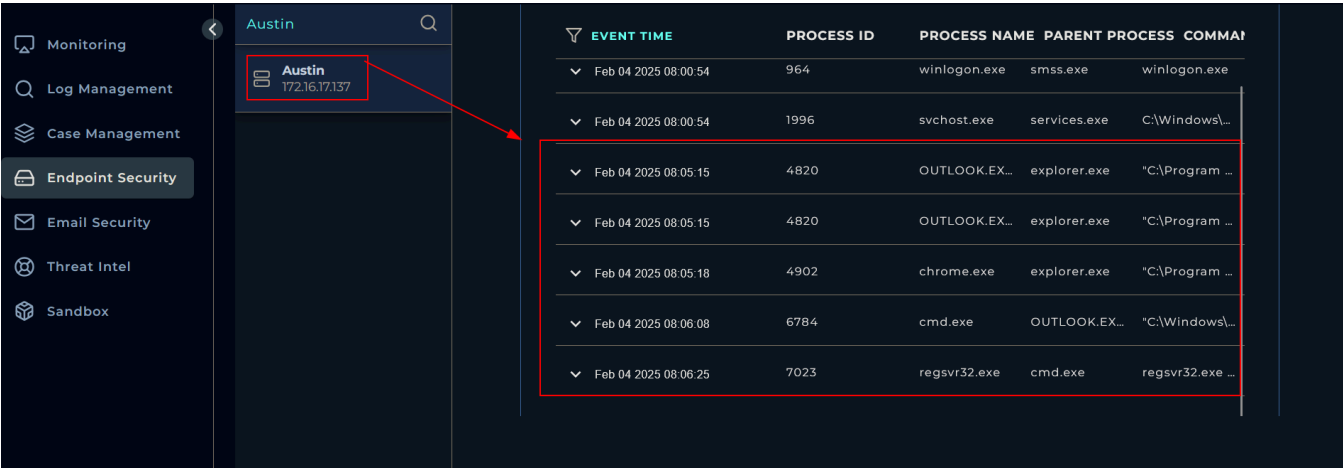 Monitoring
Log Management
Case Management
Endpoint Security
Email Security
Threat Intel
Sandbox
Austin
Austin
172.16.17.137
EVENT TIME PROCESS ID PROCESS NAME PARENT PROCESS COMMAN
Feb 04 2025 08:00:54 964 winlogon.exe smss.exe winlogon.exe
Feb 04 2025 08:00:54 1996 svchost.exe services.exe C:\Windows\...
Feb 04 2025 08:05:15 4820 OUTLOOK.EX... explorer.exe "C:\Program ...
Feb 04 2025 08:05:15 4820 OUTLOOK.EX... explorer.exe "C:\Program ...
Feb 04 2025 08:05:18 4902 chrome.exe explorer.exe "C:\Program ...
Feb 04 2025 08:06:08 6784 cmd.exe OUTLOOK.EX... "C:\Windows\...
Feb 04 2025 08:06:25 7023 regsvr32.exe cmd.exe regsvr32.exe ...